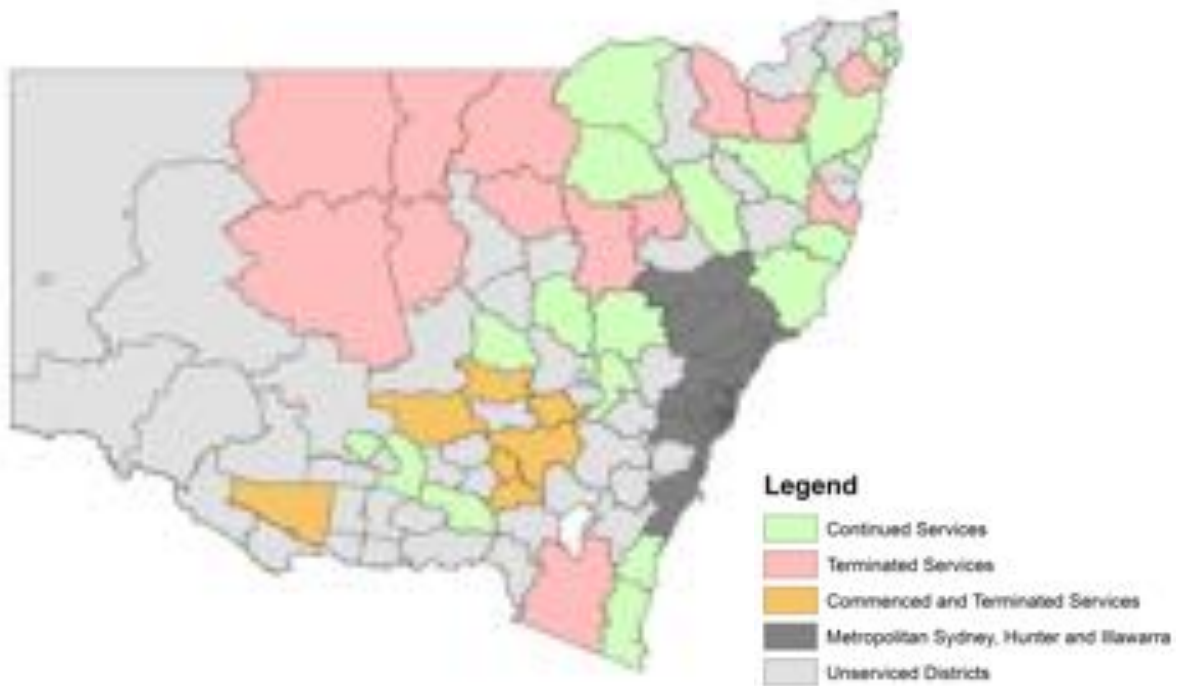 Legend
Continued Services
Terminated Services
Commenced and Terminated Services
Metropolitan Sydney, Hunter and Illawarra
Unserviced Districts